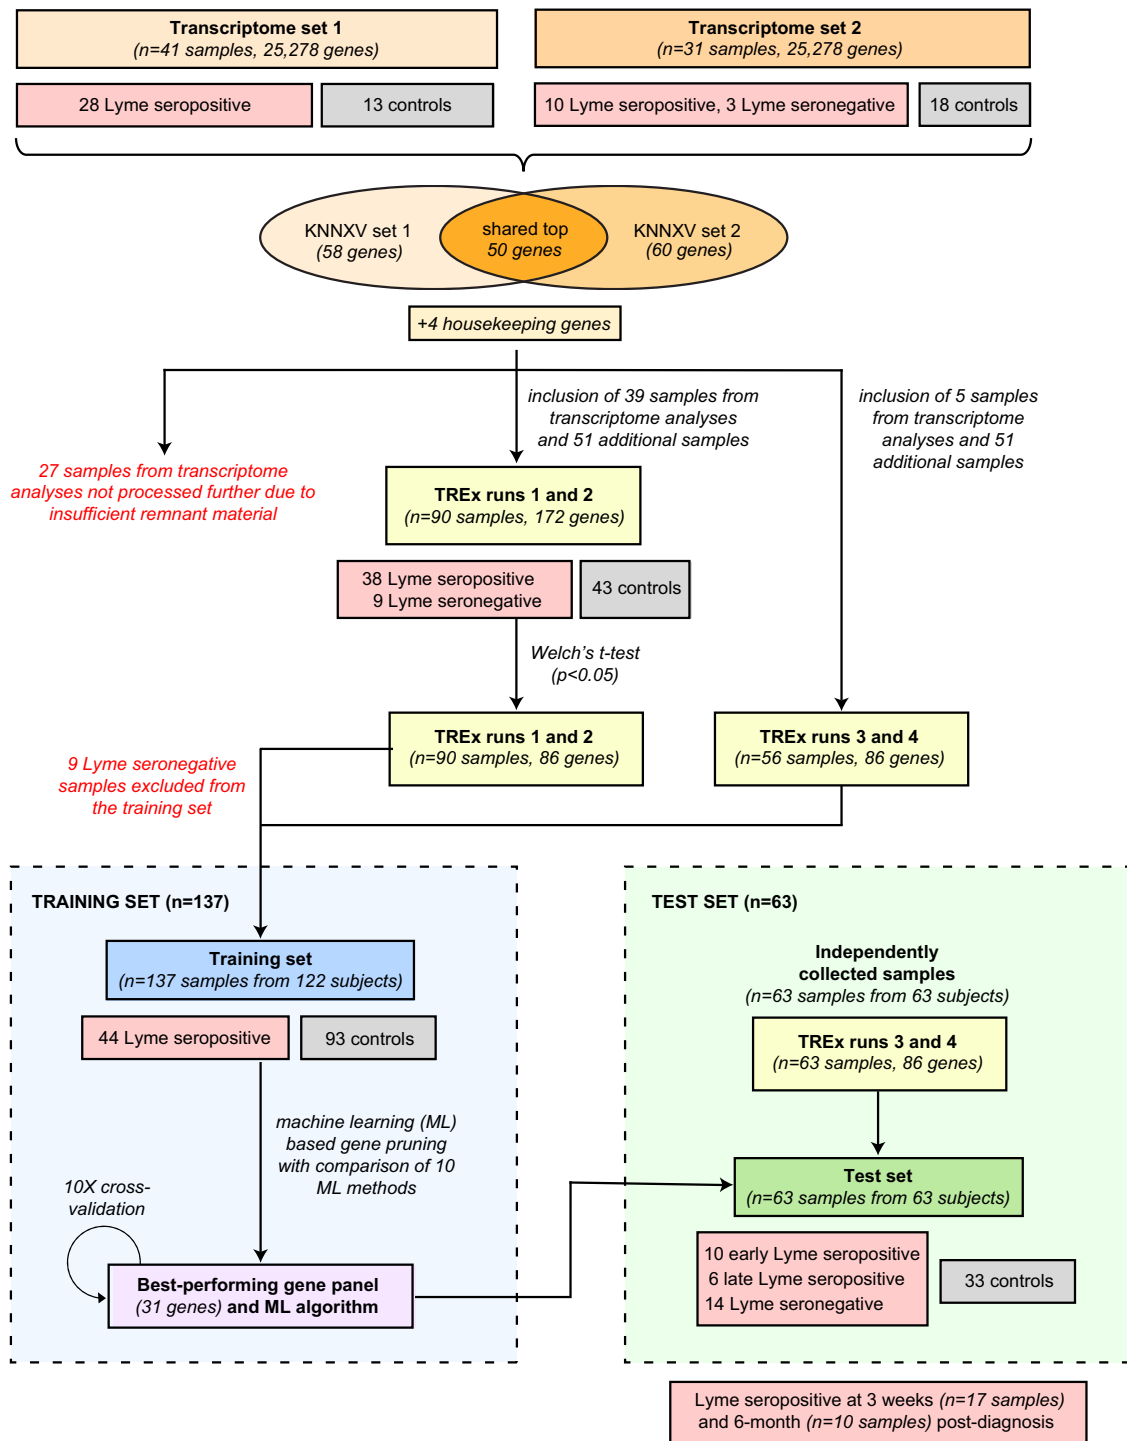 Transcriptome set 1
(n=41 samples, 25,278 genes)
Transcriptome set 2
(n=31 samples, 25,278 genes)
28 Lyme seropositive
13 controls
10 Lyme seropositive, 3 Lyme seronegative
18 controls
KNNXV set 1
(58 genes)
shared top
50 genes
KNNXV set 2
(60 genes)
+4 housekeeping genes
27 samples from transcriptome
analyses not processed further due to
insufficient remnant material
inclusion of 39 samples from
transcriptome analyses
and 51 additional samples
inclusion of 5 samples
from transcriptome
analyses and 51
additional samples
TREx runs 1 and 2
(n=90 samples, 172 genes)
38 Lyme seropositive
9 Lyme seronegative
43 controls
Welch's t-test
(p<0.05)
TREx runs 1 and 2
(n=90 samples, 86 genes)
TREx runs 3 and 4
(n=56 samples, 86 genes)
9 Lyme seronegative
samples excluded from
the training set
TRAINING SET (n=137)
Training set
(n=137 samples from 122 subjects)
44 Lyme seropositive
93 controls
machine learning (ML)
based gene pruning
with comparison of 10
ML methods
10X cross-
validation
Best-performing gene panel
(31 genes) and ML algorithm
TEST SET (n=63)
Independently
collected samples
(n=63 samples from 63 subjects)
TREx runs 3 and 4
(n=63 samples, 86 genes)
Test set
(n=63 samples from 63 subjects)
10 early Lyme seropositive
6 late Lyme seropositive
14 Lyme seronegative
33 controls
Lyme seropositive at 3 weeks (n=17 samples)
and 6-month (n=10 samples) post-diagnosis